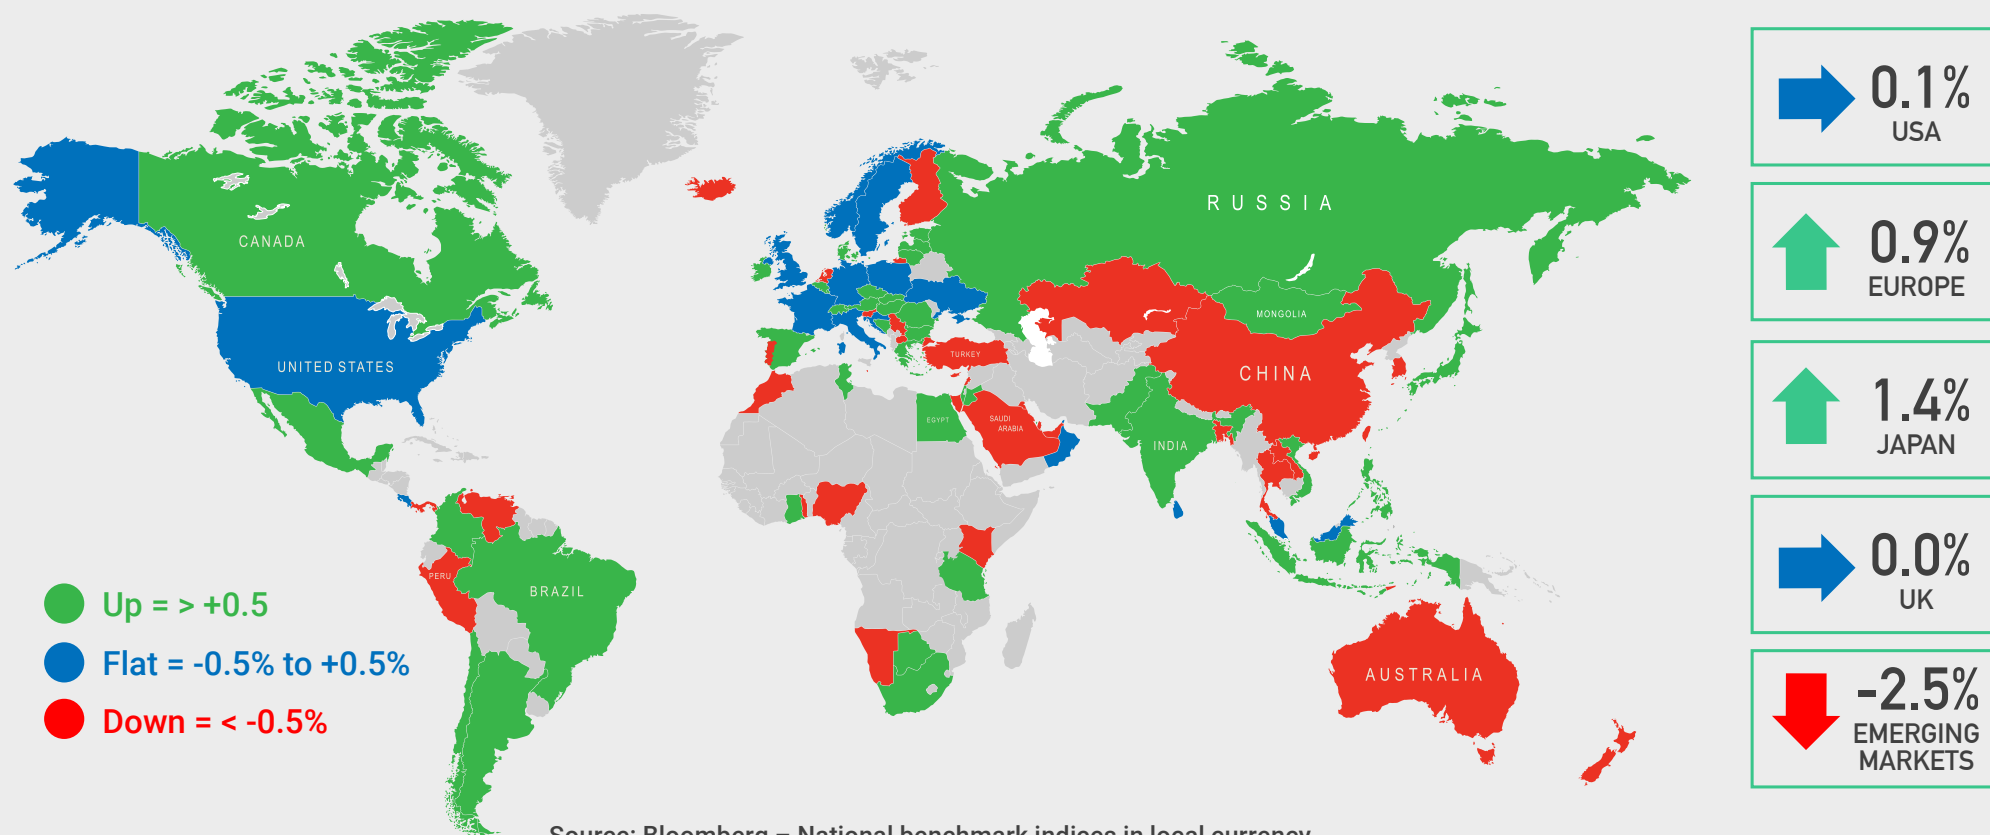 RUSSIA
CANADA
MONGOLIA
UNITED STATES
TURKEY
CHINA
EGYPT
SAUDI
ARABIA
INDIA
PERU
BRAZIL
AUSTRALIA
Up = > +0.5
Flat = -0.5% to +0.5%
Down = < -0.5%
0.1%
USA
0.9%
EUROPE
1.4%
JAPAN
0.0%
UK
-2.5%
EMERGING
MARKETS
Source: Bloomberg – National benchmark indices in local currency